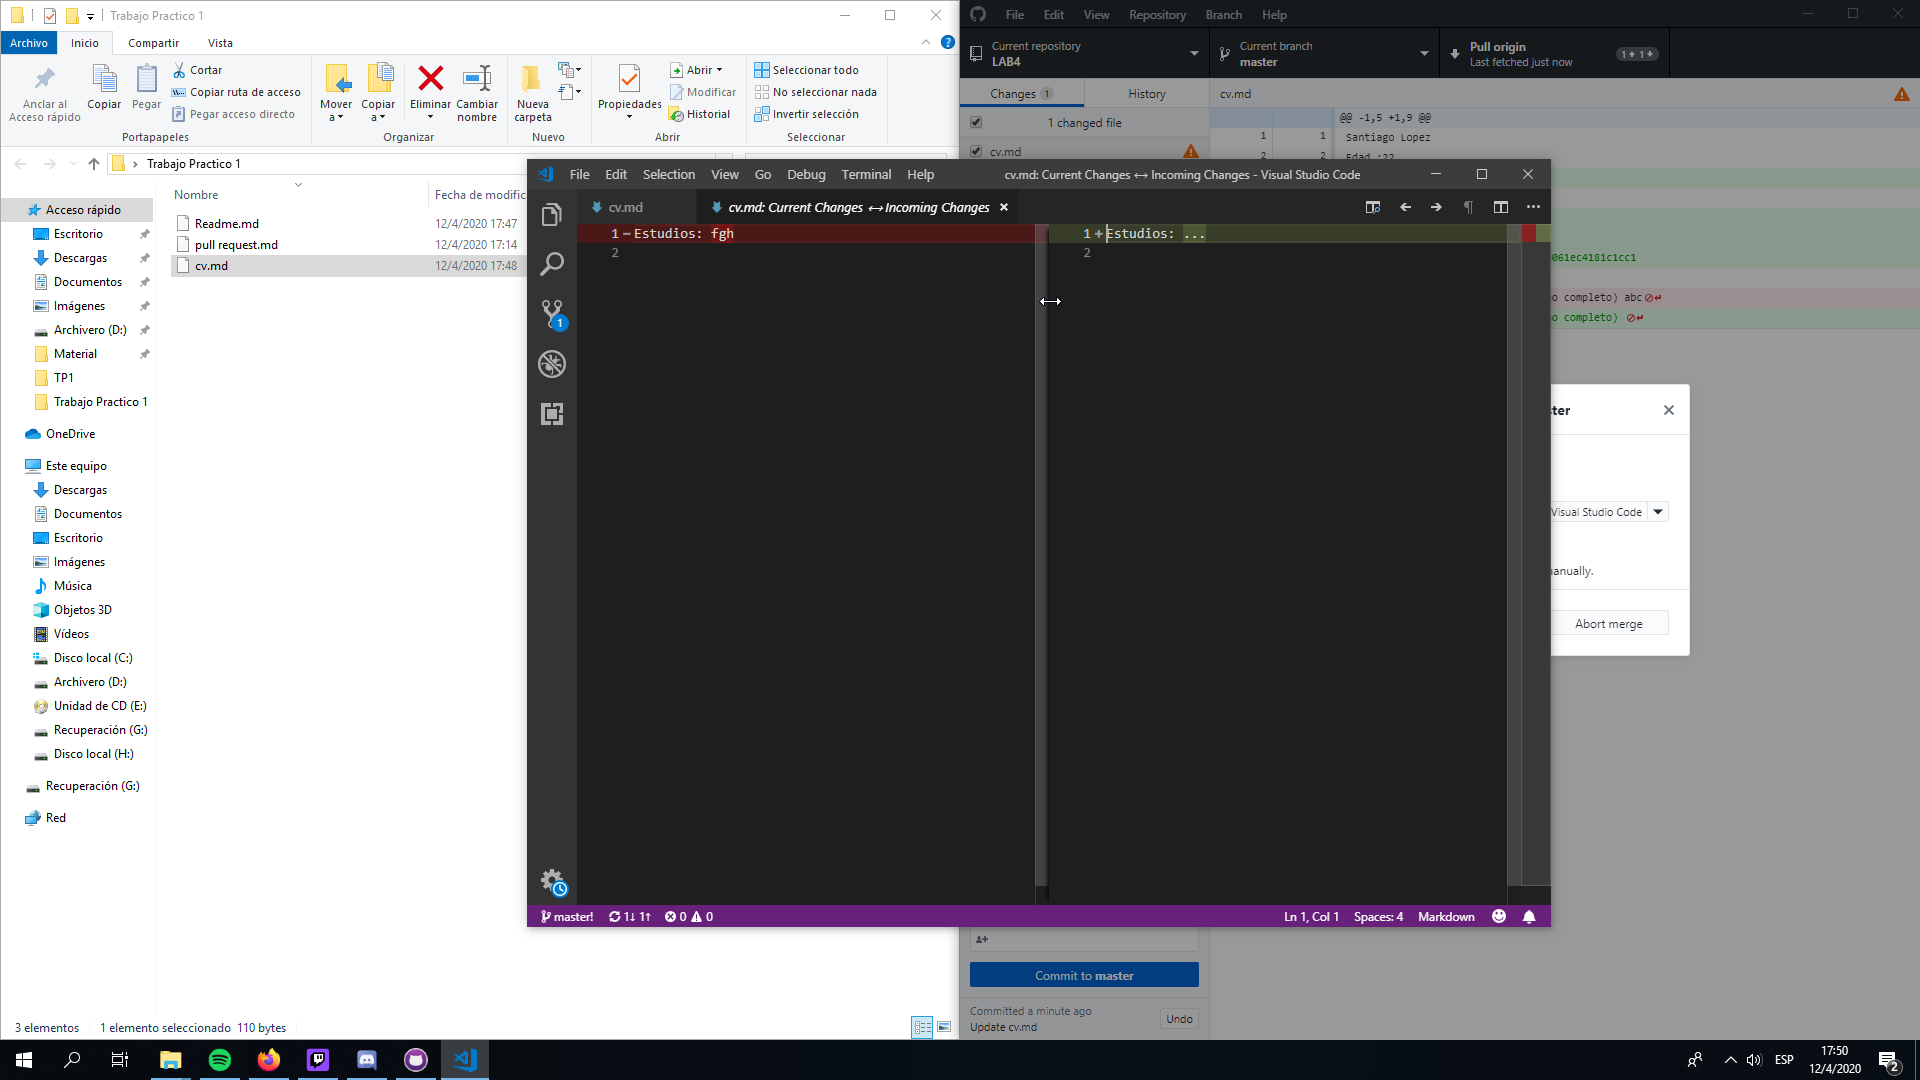 Trabajo Practico 1
Archivo Inicio Compartir Vista
Anclar al Acceso rápido
Copiar
Pegar
Cortar
Copiar ruta de acceso
Pegar acceso directo
Portapapeles
Mover a
Copiar a
Eliminar
Cambiar nombre
Organizar
Nueva carpeta
Nuevo
Propiedades
Abrir
Modificar
Historial
Abrir
Seleccionar todo
No seleccionar nada
Invertir selección
Seleccionar
Trabajo Practico 1
Nombre Fecha de modific
Readme.md 12/4/2020 17:47
pull request.md 12/4/2020 17:14
cv.md 12/4/2020 17:48
Acceso rápido
Escritorio
Descargas
Documentos
Imágenes
Archivero (D:)
Material
TP1
Trabajo Practico 1
OneDrive
Este equipo
Descargas
Documentos
Escritorio
Imágenes
Música
Objetos 3D
Vídeos
Disco local (C:)
Archivero (D:)
Unidad de CD (E:)
Recuperación (G:)
Disco local (H:)
Recuperación (G:)
Red
3 elementos 1 elemento seleccionado 110 bytes
File Edit View Repository Branch Help
Current repository
LAB4
Current branch
master
Pull origin
Last fetched just now
1 1
Changes 1 History
cv.md
1 changed file
cv.md
@@ -1,5 +1,9 @@
1 1 Santiago Lopez
2 2 Edad :22
061ec4181c1cc1
o completo) abc
o completo)
ter
Visual Studio Code
anually.
Abort merge
Commit to master
Committed a minute ago
Update cv.md
Undo
File Edit Selection View Go Debug Terminal Help
cv.md: Current Changes ↔ Incoming Changes - Visual Studio Code
cv.md
cv.md: Current Changes ↔ Incoming Changes
1 - Estudios: fgh
2
1 + Estudios: ...
2
1
master! 1↓ 1↑ 0 0
Ln 1, Col 1 Spaces: 4 Markdown
ESP
17:50
12/4/2020
2